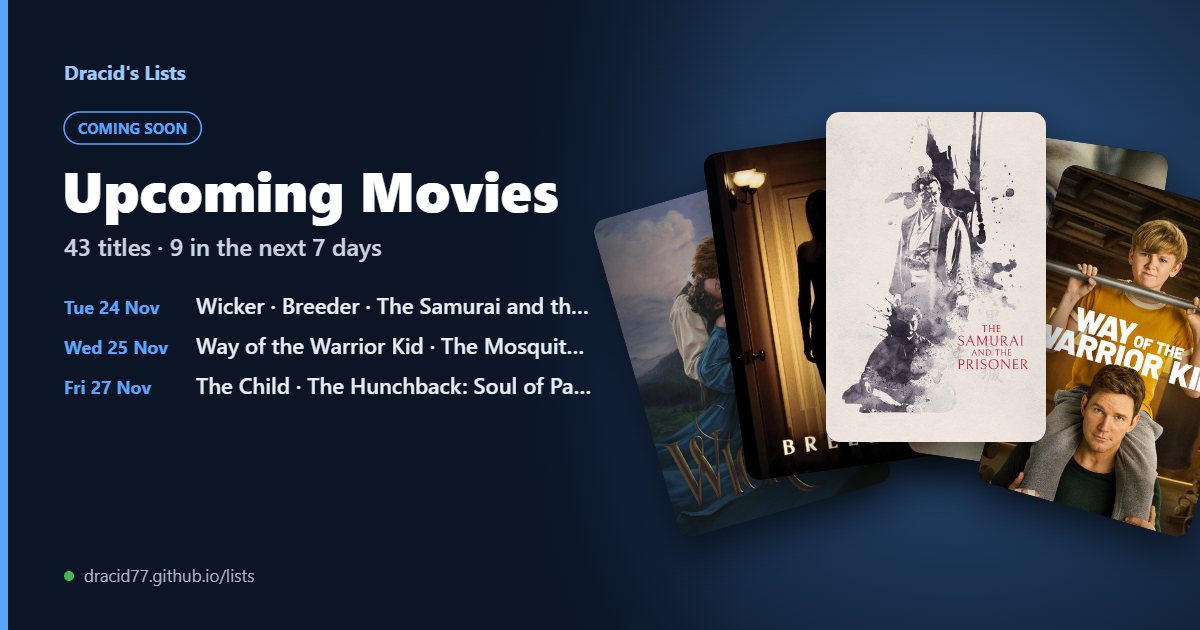 Dracid's Lists
COMING SOON
Upcoming Movies
43 titles · 9 in the next 7 days
Tue 24 Nov Wicker · Breeder · The Samurai and th...
Wed 25 Nov Way of the Warrior Kid · The Mosquit...
Fri 27 Nov The Child · The Hunchback: Soul of Pa...
dracid77.github.io/lists
THE
SAMURAI
AND THE
PRISONER
WAY OF THE
WARRIOR KI